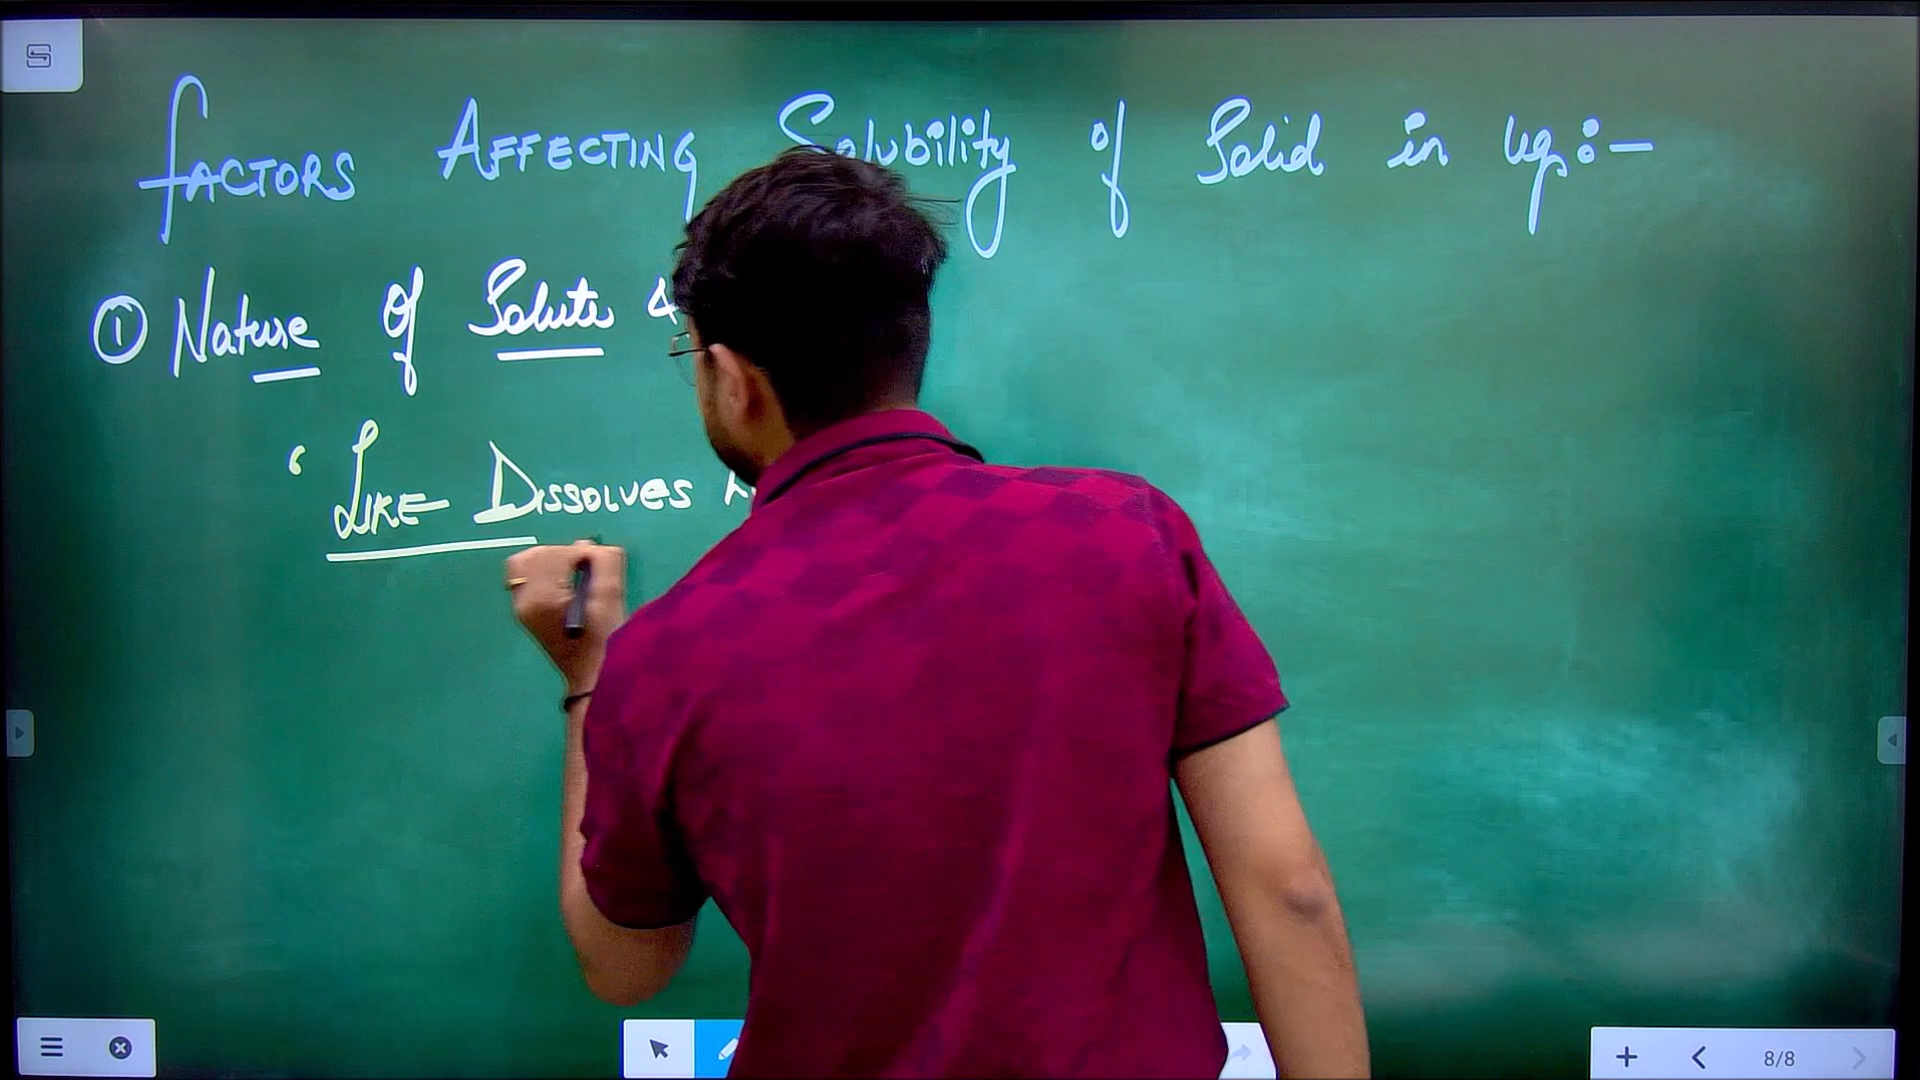 FACTORS AFFECTING Solubility of Solid in liq:-
① Nature of Solute &
‘ LIKE DISSOLVES
8/8